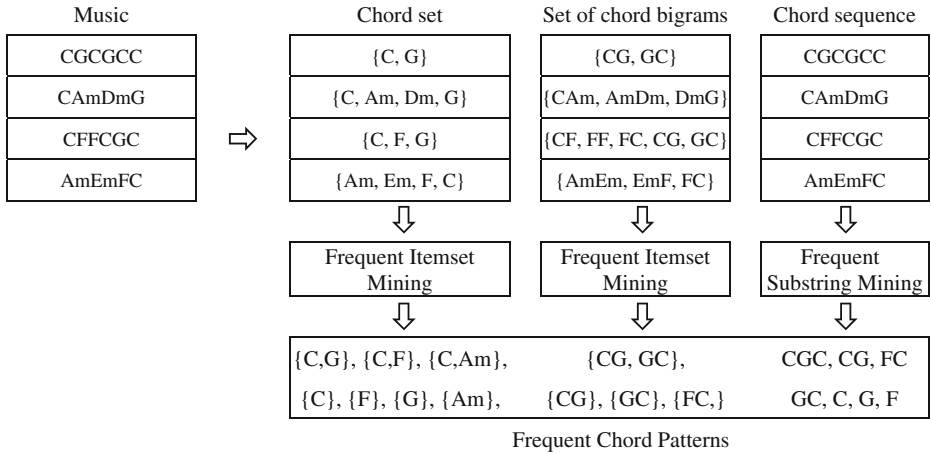 Music Chord set Set of chord bigrams Chord sequence
CGCGCC {C, G} {CG, GC} CGCGCC
CAmDmG {C, Am, Dm, G} {CAm, AmDm, DmG} CAmDmG
CFFCGC {C, F, G} {CF, FF, FC, CG, GC} CFFCGC
AmEmFC {Am, Em, F, C} {AmEm, EmF, FC} AmEmFC
Frequent Itemset Frequent Itemset Frequent
Mining Mining Substring Mining
{C,G}, {C,F}, {C,Am}, {CG, GC}, CGC, CG, FC
{C}, {F}, {G}, {Am}, {CG}, {GC}, {FC,} GC, C, G, F
Frequent Chord Patterns